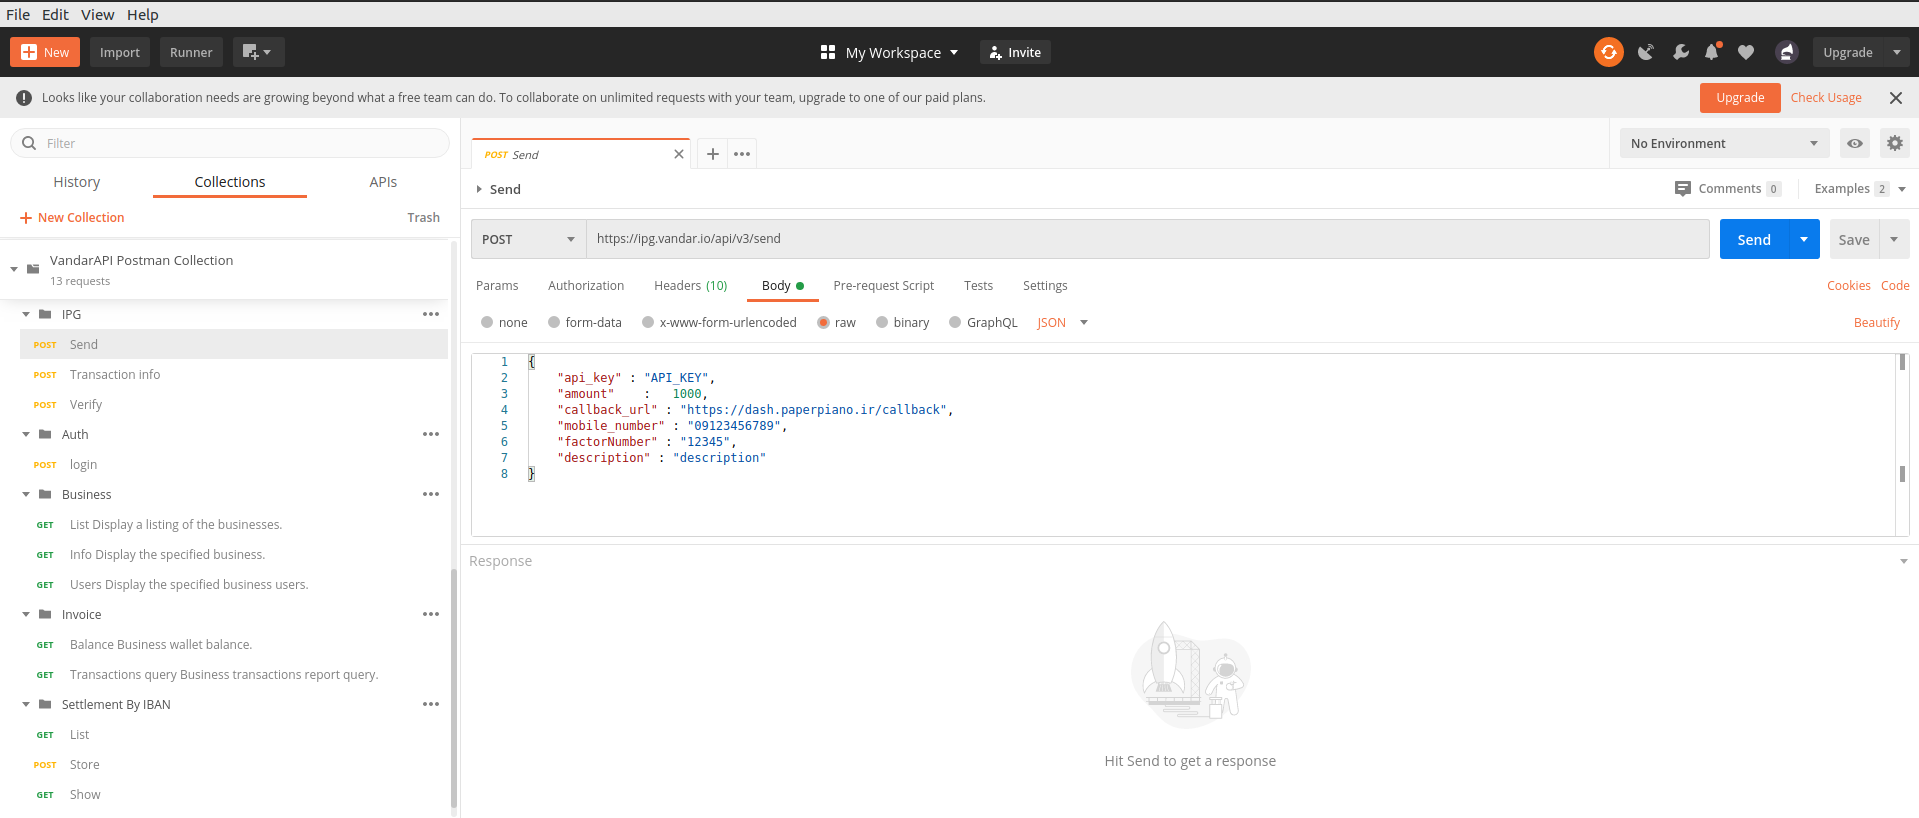 File Edit View Help
New Import Runner My Workspace Invite Upgrade
Looks like your collaboration needs are growing beyond what a free team can do. To collaborate on unlimited requests with your team, upgrade to one of our paid plans. Upgrade Check Usage
Filter
History Collections APIs
New Collection Trash
VandarAPI Postman Collection
13 requests
IPG
POST Send
POST Transaction info
POST Verify
Auth
POST login
Business
GET List Display a listing of the businesses.
GET Info Display the specified business.
GET Users Display the specified business users.
Invoice
GET Balance Business wallet balance.
GET Transactions query Business transactions report query.
Settlement By IBAN
GET List
POST Store
GET Show
POST Send No Environment
Send Comments 0 Examples 2
POST https://ipg.vandar.io/api/v3/send Send Save
Params Authorization Headers (10) Body Pre-request Script Tests Settings Cookies Code
none form-data x-www-form-urlencoded raw binary GraphQL JSON Beautify
1 {
2 "api_key" : "API_KEY",
3 "amount" : 1000,
4 "callback_url" : "https://dash.paperpiano.ir/callback",
5 "mobile_number" : "09123456789",
6 "factorNumber" : "12345",
7 "description" : "description"
8 }
Response
Hit Send to get a response